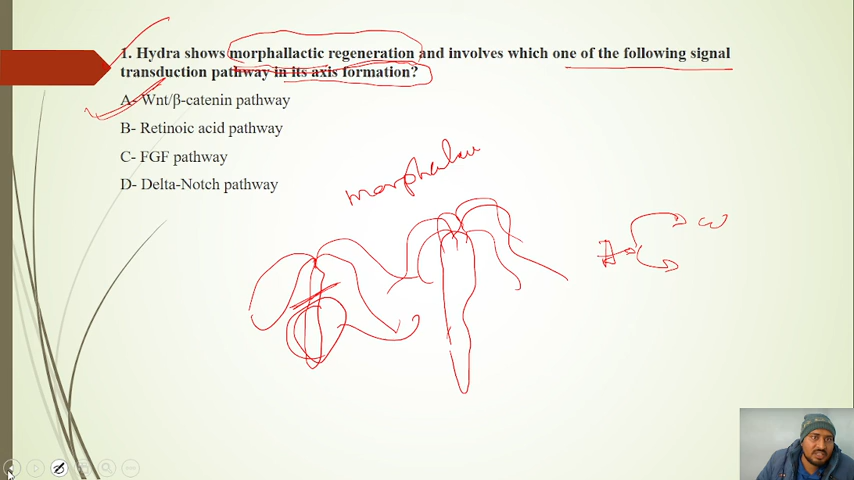 1. Hydra shows morphallactic regeneration and involves which one of the following signal
transduction pathway in its axis formation?
A- Wnt/β-catenin pathway
B- Retinoic acid pathway
C- FGF pathway
D- Delta-Notch pathway